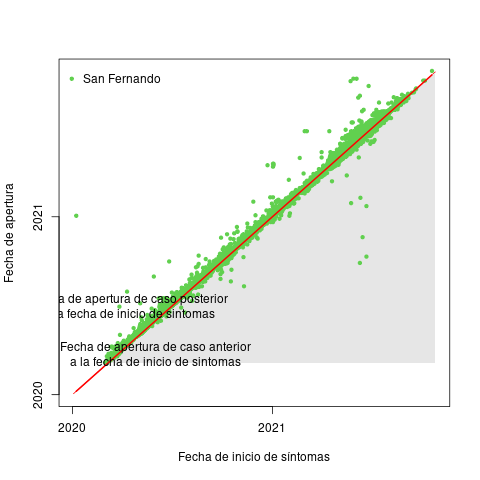 San Fernando
a de apertura de caso posterior
a fecha de inicio de síntomas
Fecha de apertura de caso anterior
a la fecha de inicio de sintomas
2021
2020
Fecha de apertura
2020
2021
Fecha de inicio de síntomas